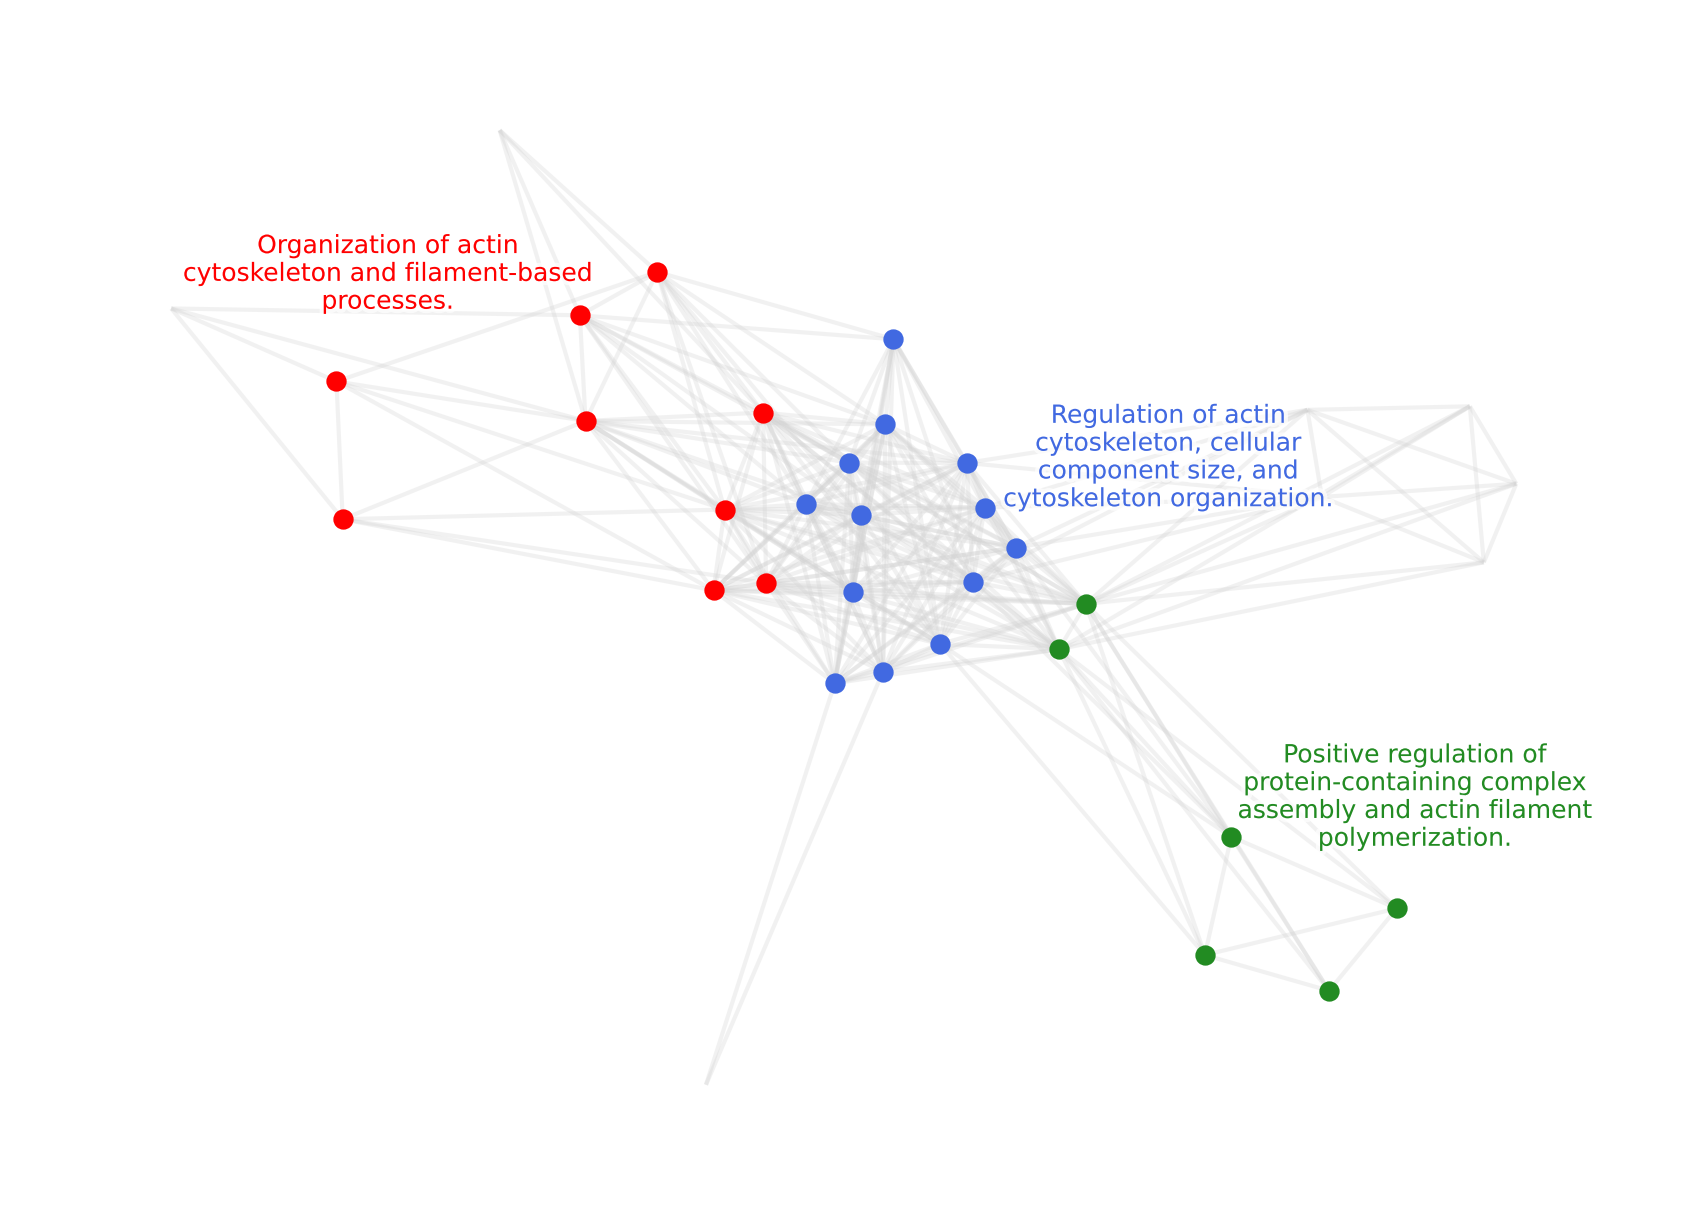 Organization of actin
cytoskeleton and filament-based
processes.
Regulation of actin
cytoskeleton, cellular
component size, and
cytoskeleton organization.
Positive regulation of
protein-containing complex
assembly and actin filament
polymerization.